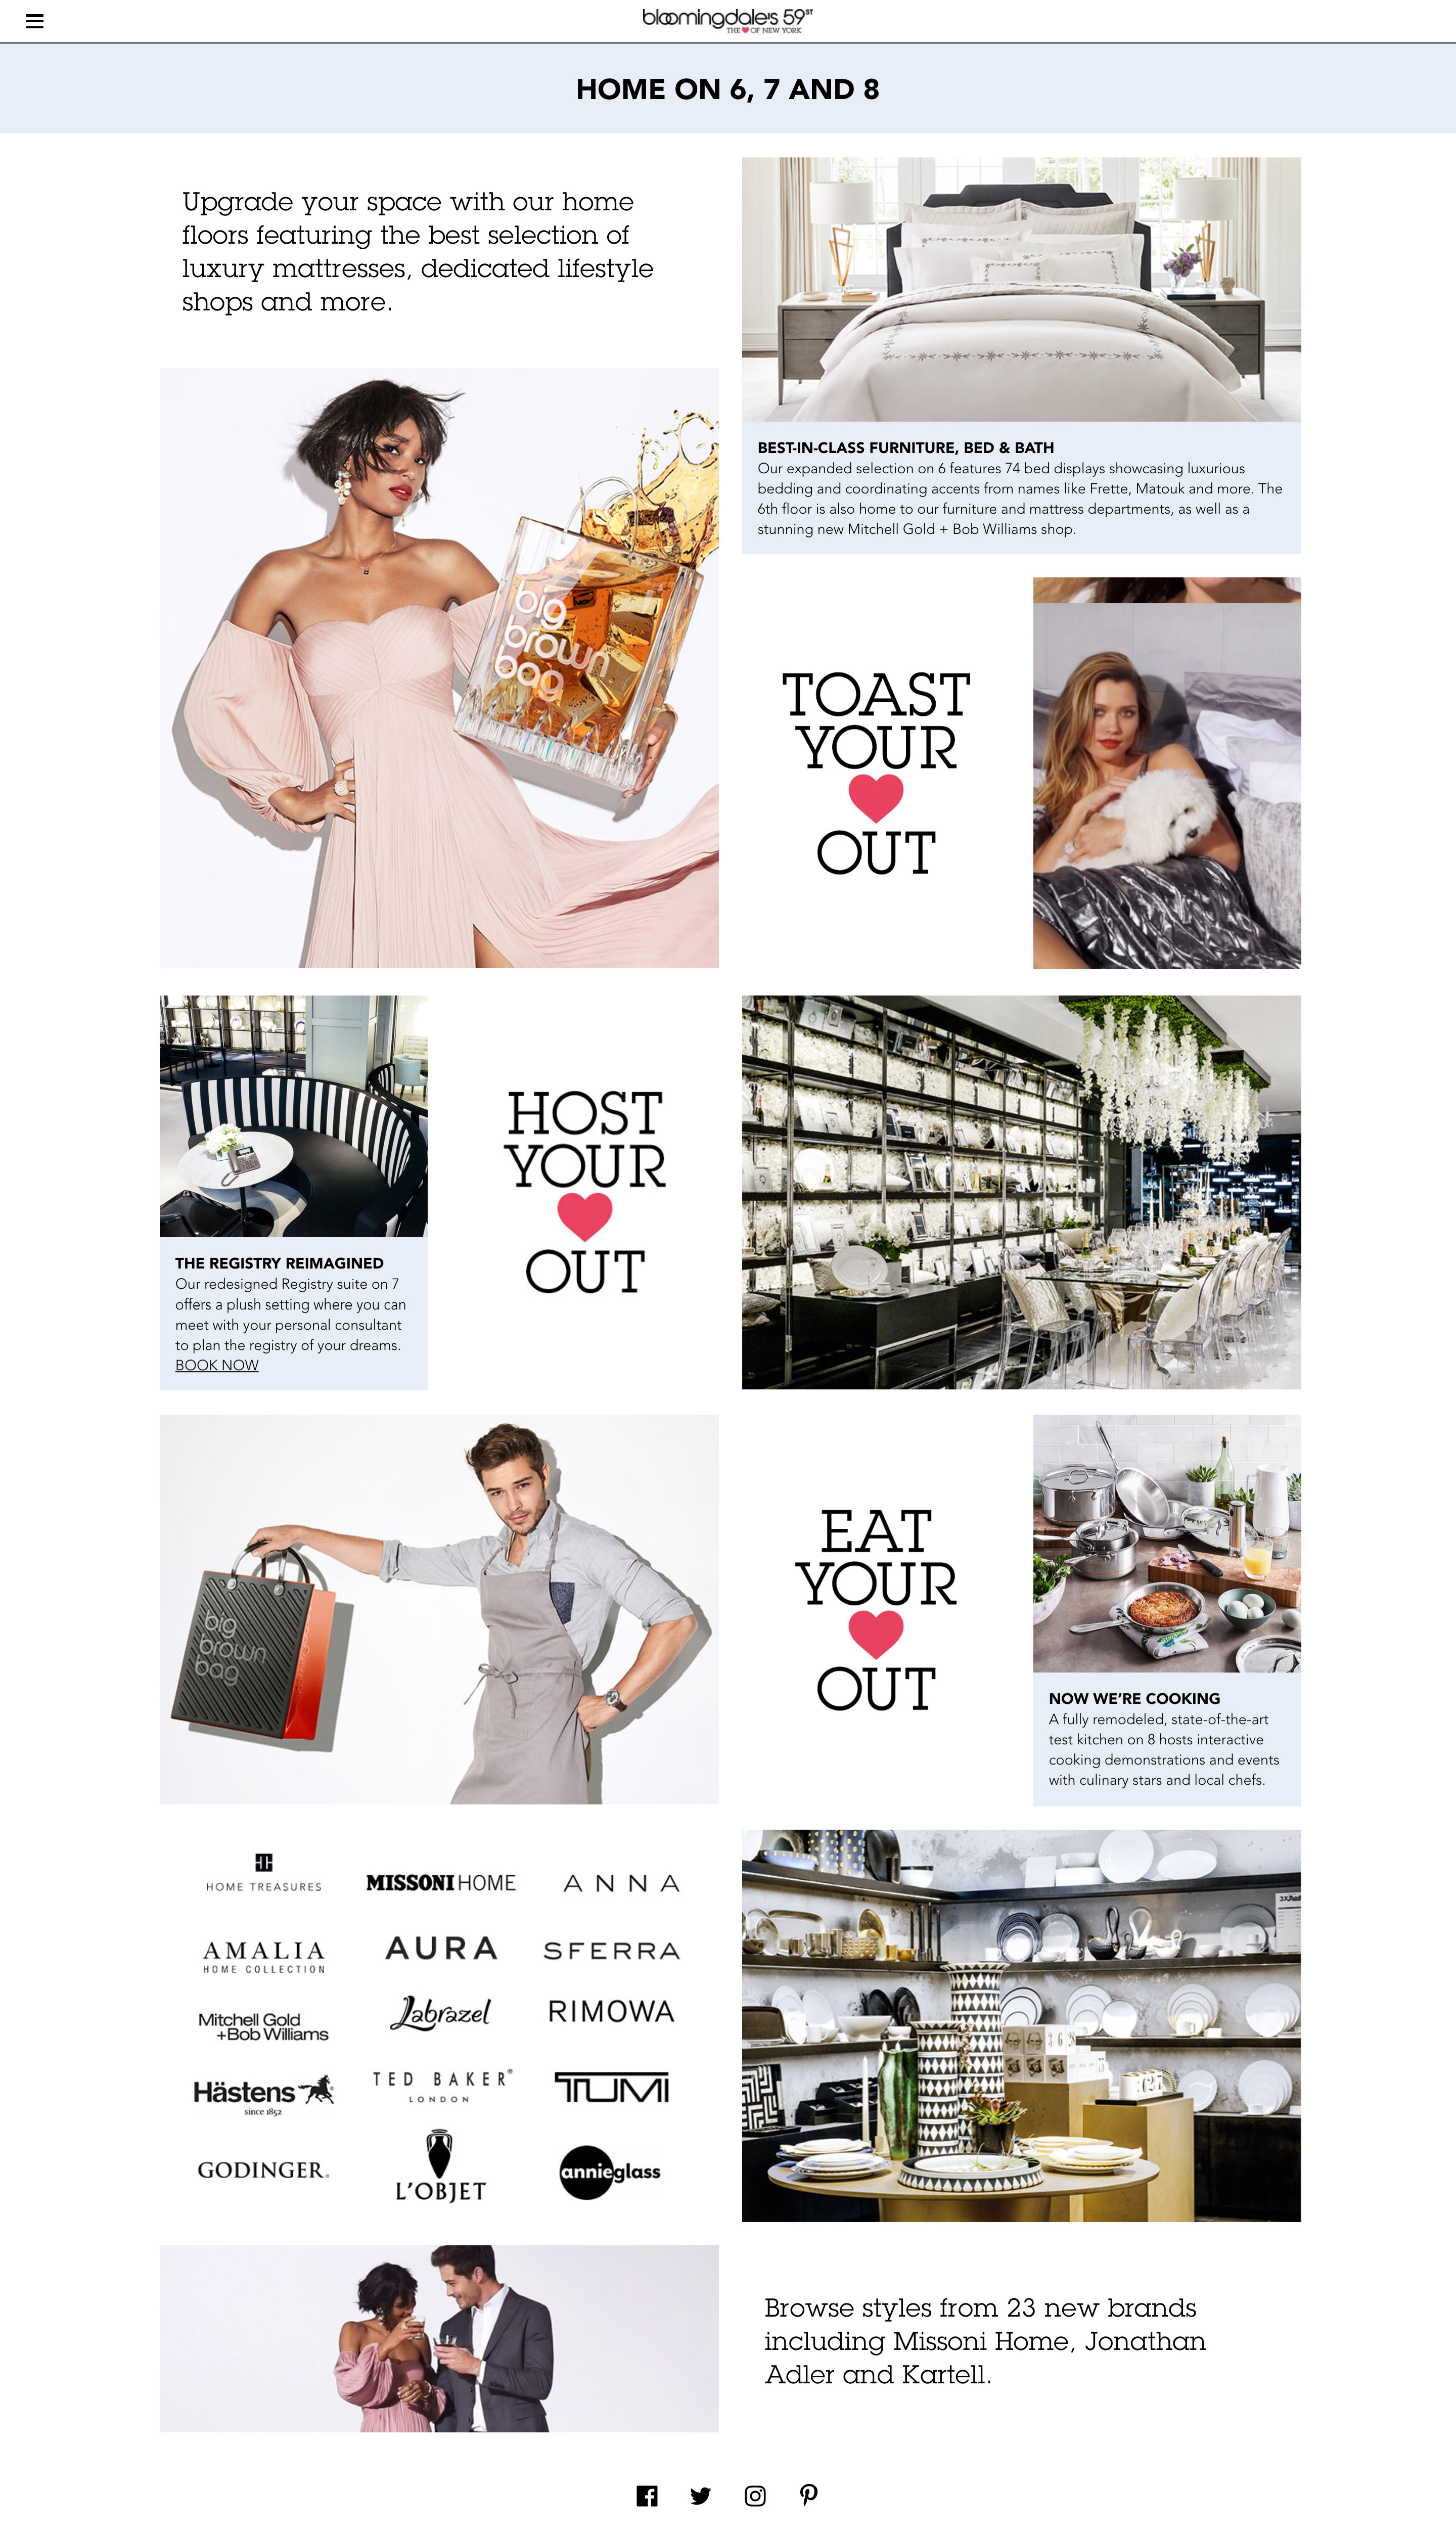 bloomingdale's 59ST
THE ♥ OF NEW YORK
HOME ON 6, 7 AND 8
Upgrade your space with our home
floors featuring the best selection of
luxury mattresses, dedicated lifestyle
shops and more.
BEST-IN-CLASS FURNITURE, BED & BATH
Our expanded selection on 6 features 74 bed displays showcasing luxurious
bedding and coordinating accents from names like Frette, Matouk and more. The
6th floor is also home to our furniture and mattress departments, as well as a
stunning new Mitchell Gold + Bob Williams shop.
big
brown
bag
TOAST
YOUR
♥
OUT
THE REGISTRY REIMAGINED
Our redesigned Registry suite on 7
offers a plush setting where you can
meet with your personal consultant
to plan the registry of your dreams.
BOOK NOW
HOST
YOUR
♥
OUT
big
brown
bag
EAT
YOUR
♥
OUT
NOW WE'RE COOKING
A fully remodeled, state-of-the-art
test kitchen on 8 hosts interactive
cooking demonstrations and events
with culinary stars and local chefs.
HOME TREASURES
MISSONI HOME
ANNA
AMALIA
HOME COLLECTION
AURA
SFERRA
Mitchell Gold
+Bob Williams
Labrazel
RIMOWA
Hästens
since 1852
TED BAKER®
LONDON
TUMI
GODINGER®
L'OBJET
annieglass
Browse styles from 23 new brands
including Missoni Home, Jonathan
Adler and Kartell.